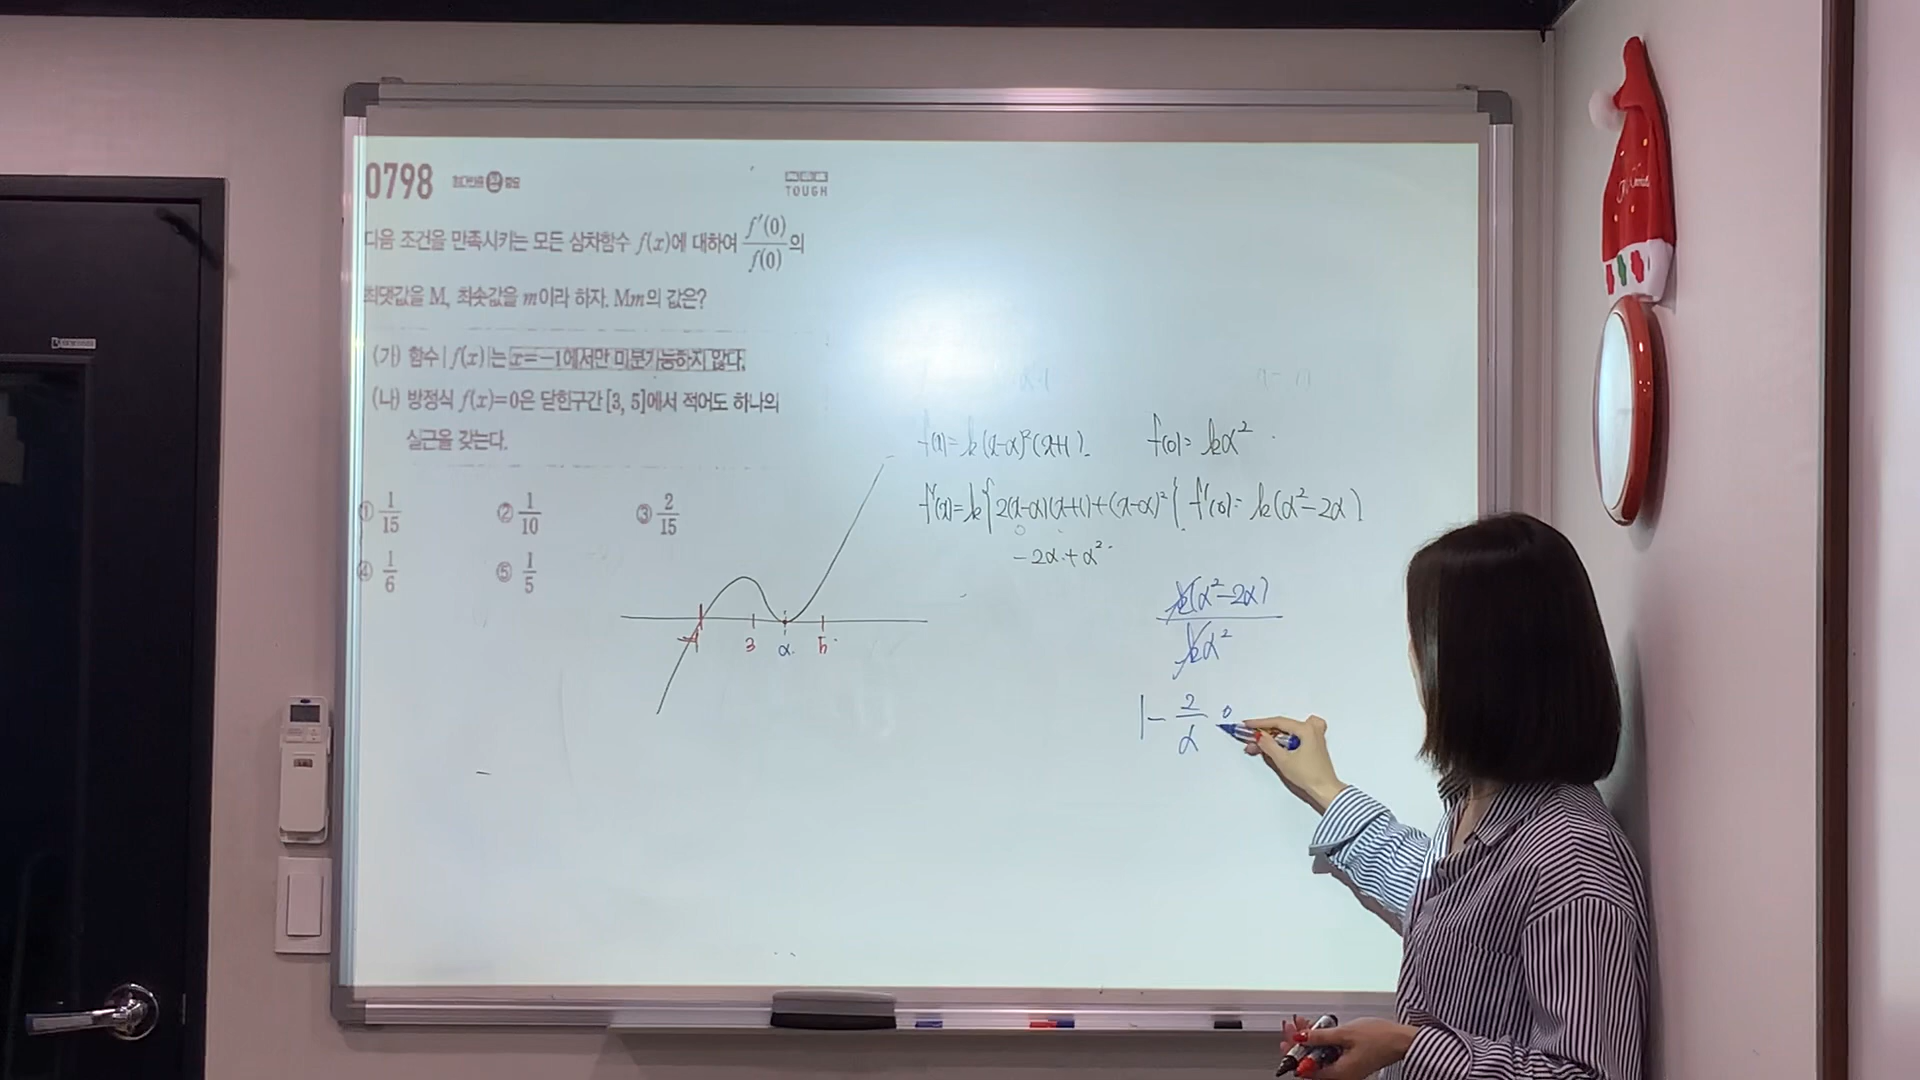 0798
TOUGH
다음 조건을 만족시키는 모든 삼차함수 f(x)에 대하여 f'(0)/f(0)의
최댓값을 M, 최솟값을 m이라 하자. Mm의 값은?
(가) 함수 |f(x)|는 x=-1에서만 미분가능하지 않다.
(나) 방정식 f(x)=0은 닫힌구간 [3, 5]에서 적어도 하나의
실근을 갖는다.
① 1/15 ② 1/10 ③ 2/15
④ 1/6 ⑤ 1/5
-1 3 α 5
f(x)=k(x-α)²(x+1) f(0)=kα²
f'(x)=k{2(x-α)(x+1)+(x-α)²} f'(0)=k(α²-2α)
-2α+α²
k(α²-2α)
kα²
1-2/α